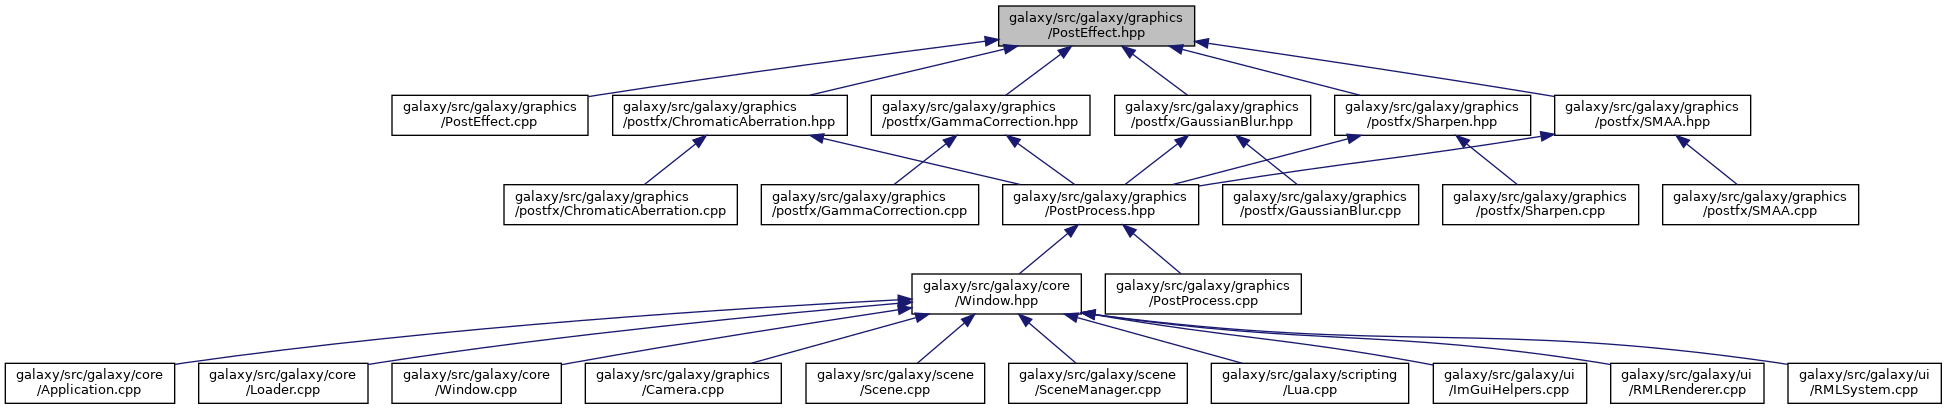 galaxy/src/galaxy/graphics
/PostEffect.hpp
galaxy/src/galaxy/graphics
/PostEffect.cpp
galaxy/src/galaxy/graphics
/postfx/ChromaticAberration.hpp
galaxy/src/galaxy/graphics
/postfx/GammaCorrection.hpp
galaxy/src/galaxy/graphics
/postfx/GaussianBlur.hpp
galaxy/src/galaxy/graphics
/postfx/Sharpen.hpp
galaxy/src/galaxy/graphics
/postfx/SMAA.hpp
galaxy/src/galaxy/graphics
/postfx/ChromaticAberration.cpp
galaxy/src/galaxy/graphics
/postfx/GammaCorrection.cpp
galaxy/src/galaxy/graphics
/PostProcess.hpp
galaxy/src/galaxy/graphics
/postfx/GaussianBlur.cpp
galaxy/src/galaxy/graphics
/postfx/Sharpen.cpp
galaxy/src/galaxy/graphics
/postfx/SMAA.cpp
galaxy/src/galaxy/core
/Window.hpp
galaxy/src/galaxy/graphics
/PostProcess.cpp
galaxy/src/galaxy/core
/Application.cpp
galaxy/src/galaxy/core
/Loader.cpp
galaxy/src/galaxy/core
/Window.cpp
galaxy/src/galaxy/graphics
/Camera.cpp
galaxy/src/galaxy/scene
/Scene.cpp
galaxy/src/galaxy/scene
/SceneManager.cpp
galaxy/src/galaxy/scripting
/Lua.cpp
galaxy/src/galaxy/ui
/ImGuiHelpers.cpp
galaxy/src/galaxy/ui
/RMLRenderer.cpp
galaxy/src/galaxy/ui
/RMLSystem.cpp